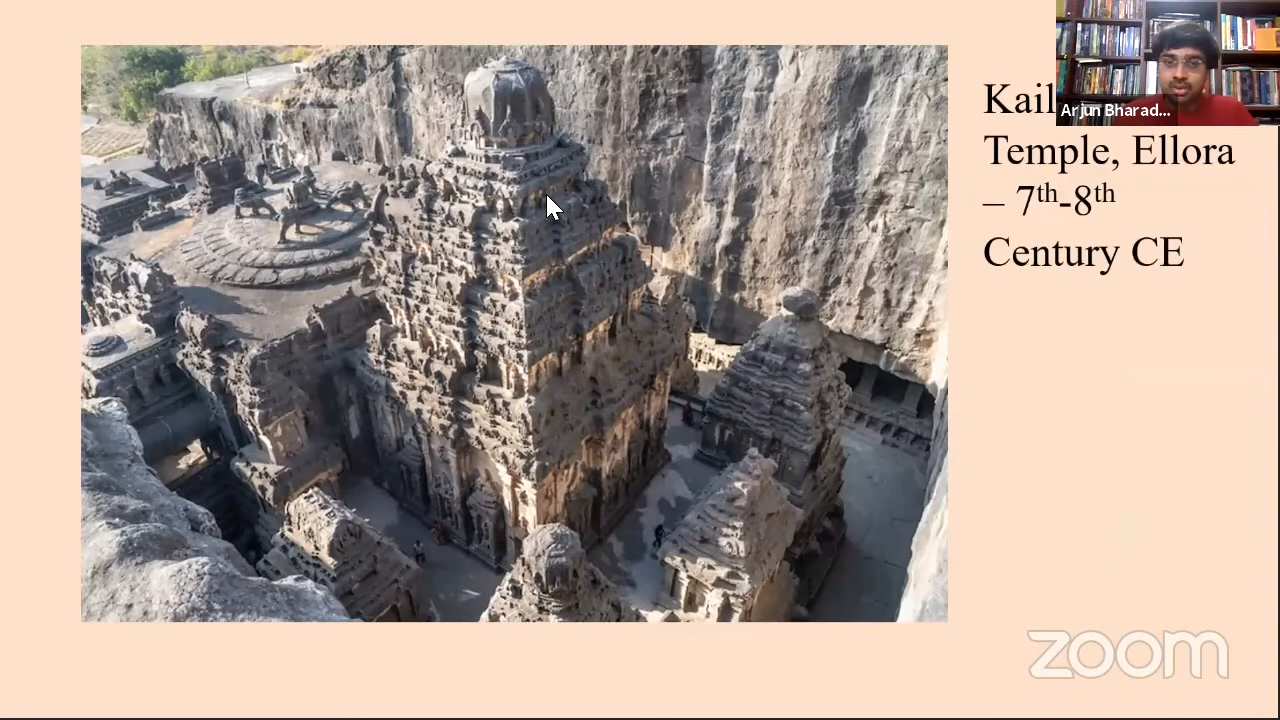 Kail
Temple, Ellora
– 7th-8th
Century CE
Arjun Bharad...
zoom